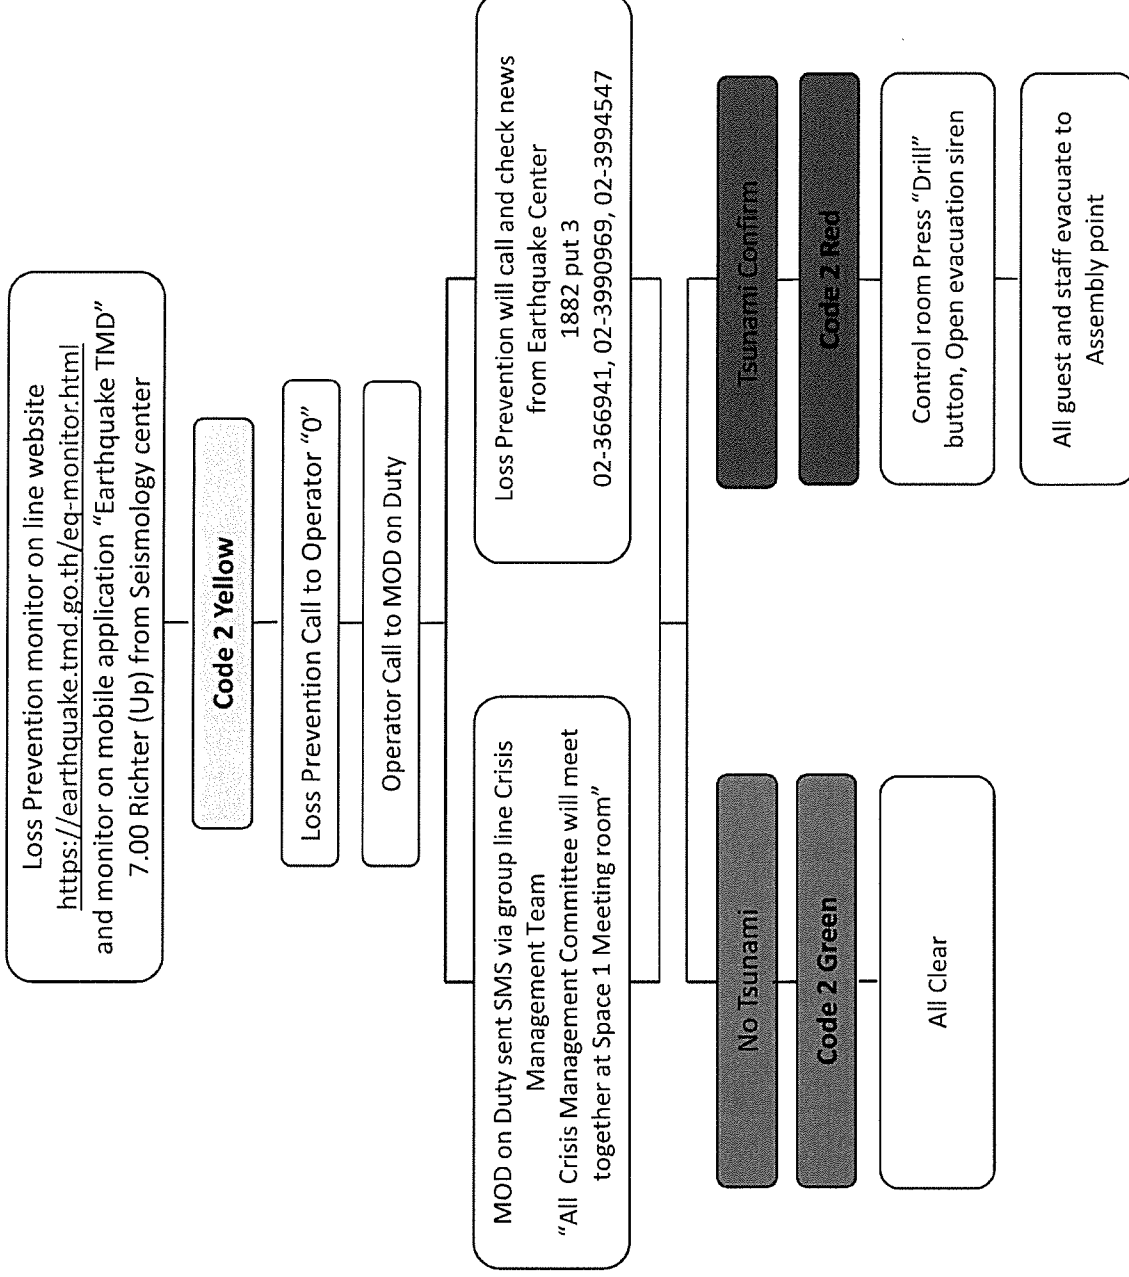 Loss Prevention monitor on line website
https://earthquake.tmd.go.th/eq-monitor.html
and monitor on mobile application “Earthquake TMD”
7.00 Richter (Up) from Seismology center
Code 2 Yellow
Loss Prevention Call to Operator “0”
Operator Call to MOD on Duty
MOD on Duty sent SMS via group line Crisis
Management Team
“All Crisis Management Committee will meet
together at Space 1 Meeting room”
Loss Prevention will call and check news
from Earthquake Center
1882 put 3
02-366941, 02-3990969, 02-3994547
No Tsunami
Code 2 Green
All Clear
Tsunami Confirm
Code 2 Red
Control room Press “Drill”
button, Open evacuation siren
All guest and staff evacuate to
Assembly point